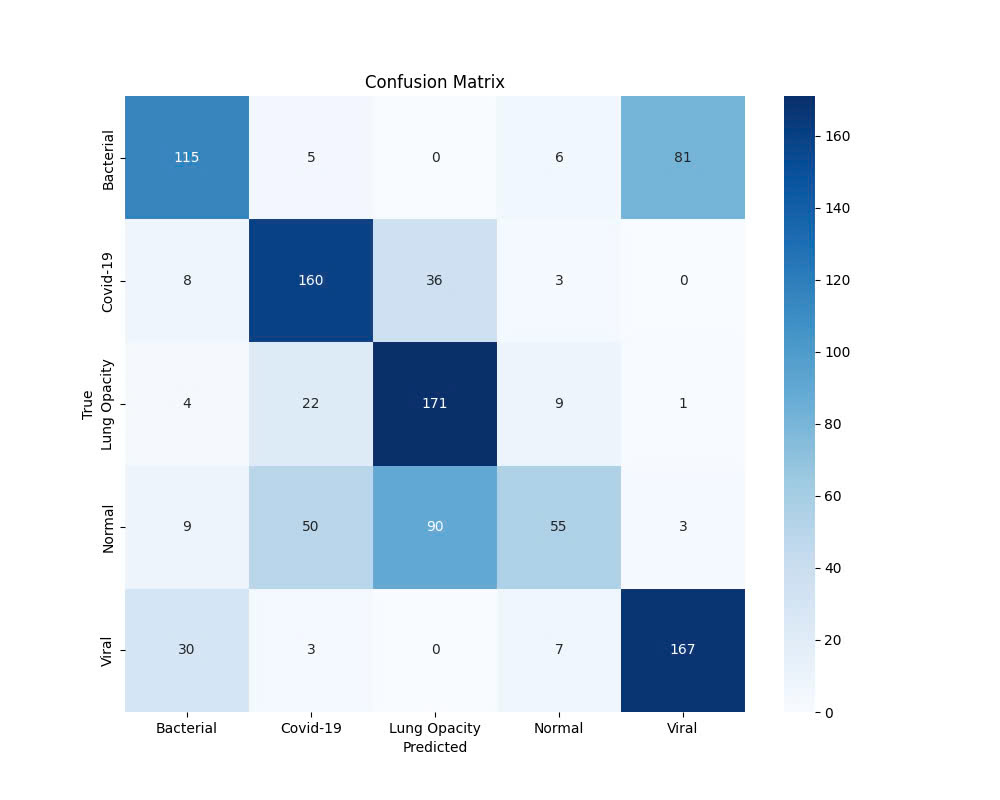 Confusion Matrix
Bacterial 115 5 0 6 81
Covid-19 8 160 36 3 0
Lung Opacity 4 22 171 9 1
Normal 9 50 90 55 3
Viral 30 3 0 7 167
True
Bacterial Covid-19 Lung Opacity Normal Viral
Predicted
160
140
120
100
80
60
40
20
0